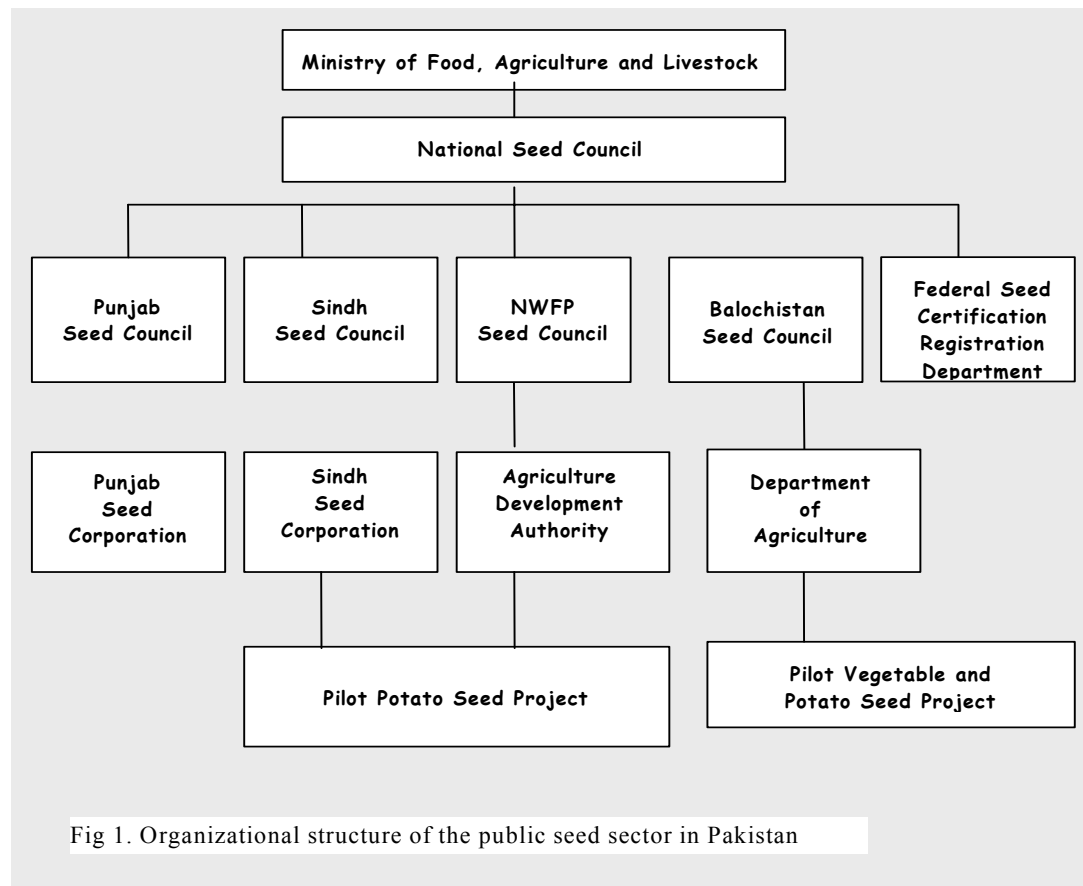 Ministry of Food, Agriculture and Livestock
National Seed Council
Punjab
Seed Council
Sindh
Seed Council
NWFP
Seed Council
Balochistan
Seed Council
Federal Seed
Certification
Registration
Department
Punjab
Seed
Corporation
Sindh
Seed
Corporation
Agriculture
Development
Authority
Department
of
Agriculture
Pilot Potato Seed Project
Pilot Vegetable and
Potato Seed Project
Fig 1. Organizational structure of the public seed sector in Pakistan